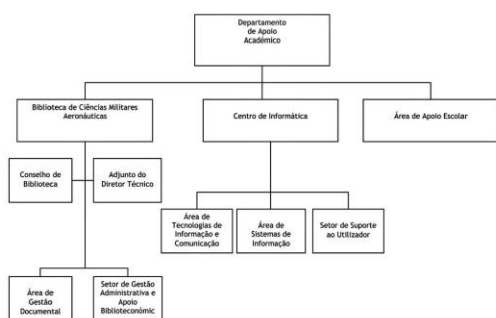 Departamento
de Apoio
Académico
Biblioteca de Ciências Militares
Aeronáuticas
Centro de Informática
Área de Apoio Escolar
Conselho de
Biblioteca
Adjunto do
Diretor Técnico
Área de
Tecnologias de
Informação e
Comunicação
Área de
Sistemas de
Informação
Setor de Suporte
ao Utilizador
Área de
Gestão
Documental
Setor de Gestão
Administrativa e
Apoio
Biblioteconómic